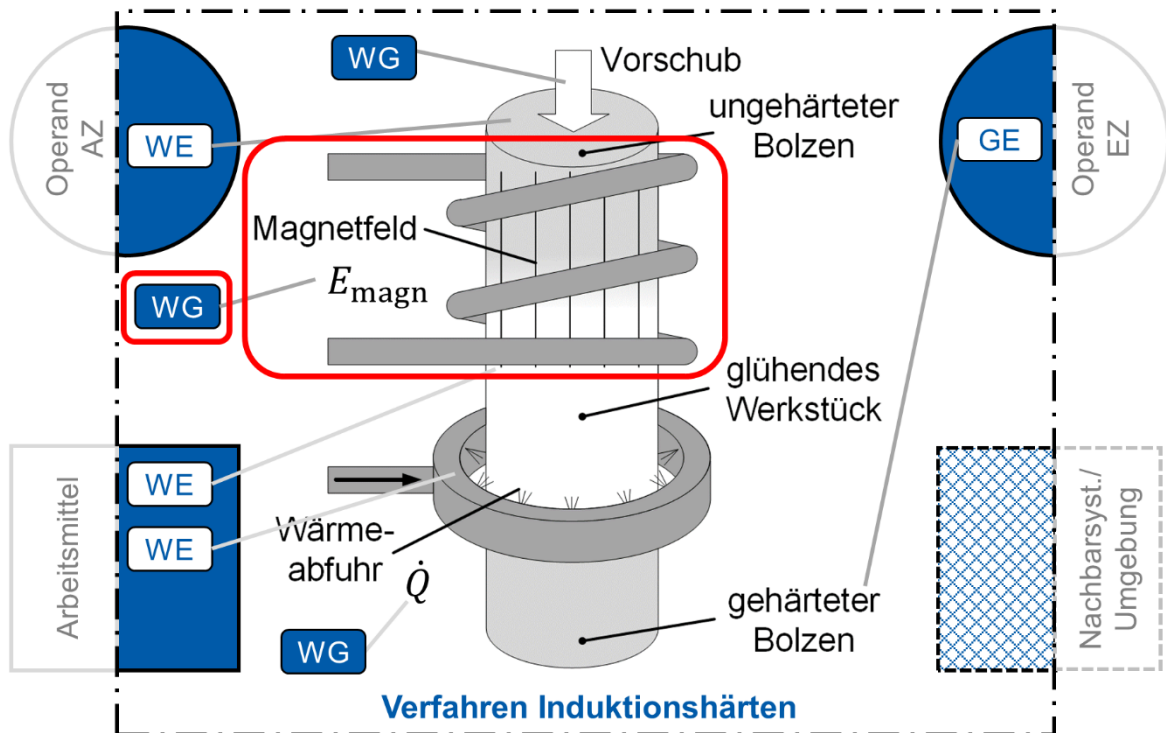 WG
Vorschub
Operand
AZ
WE
ungehärteter
Bolzen
GE
Operand
EZ
Magnetfeld
E_magn
WG
glühendes
Werkstück
Arbeitsmittel
WE
WE
Wärme-
abfuhr
Q̇
WG
gehärteter
Bolzen
Nachbarsyst./
Umgebung
Verfahren Induktionshärten